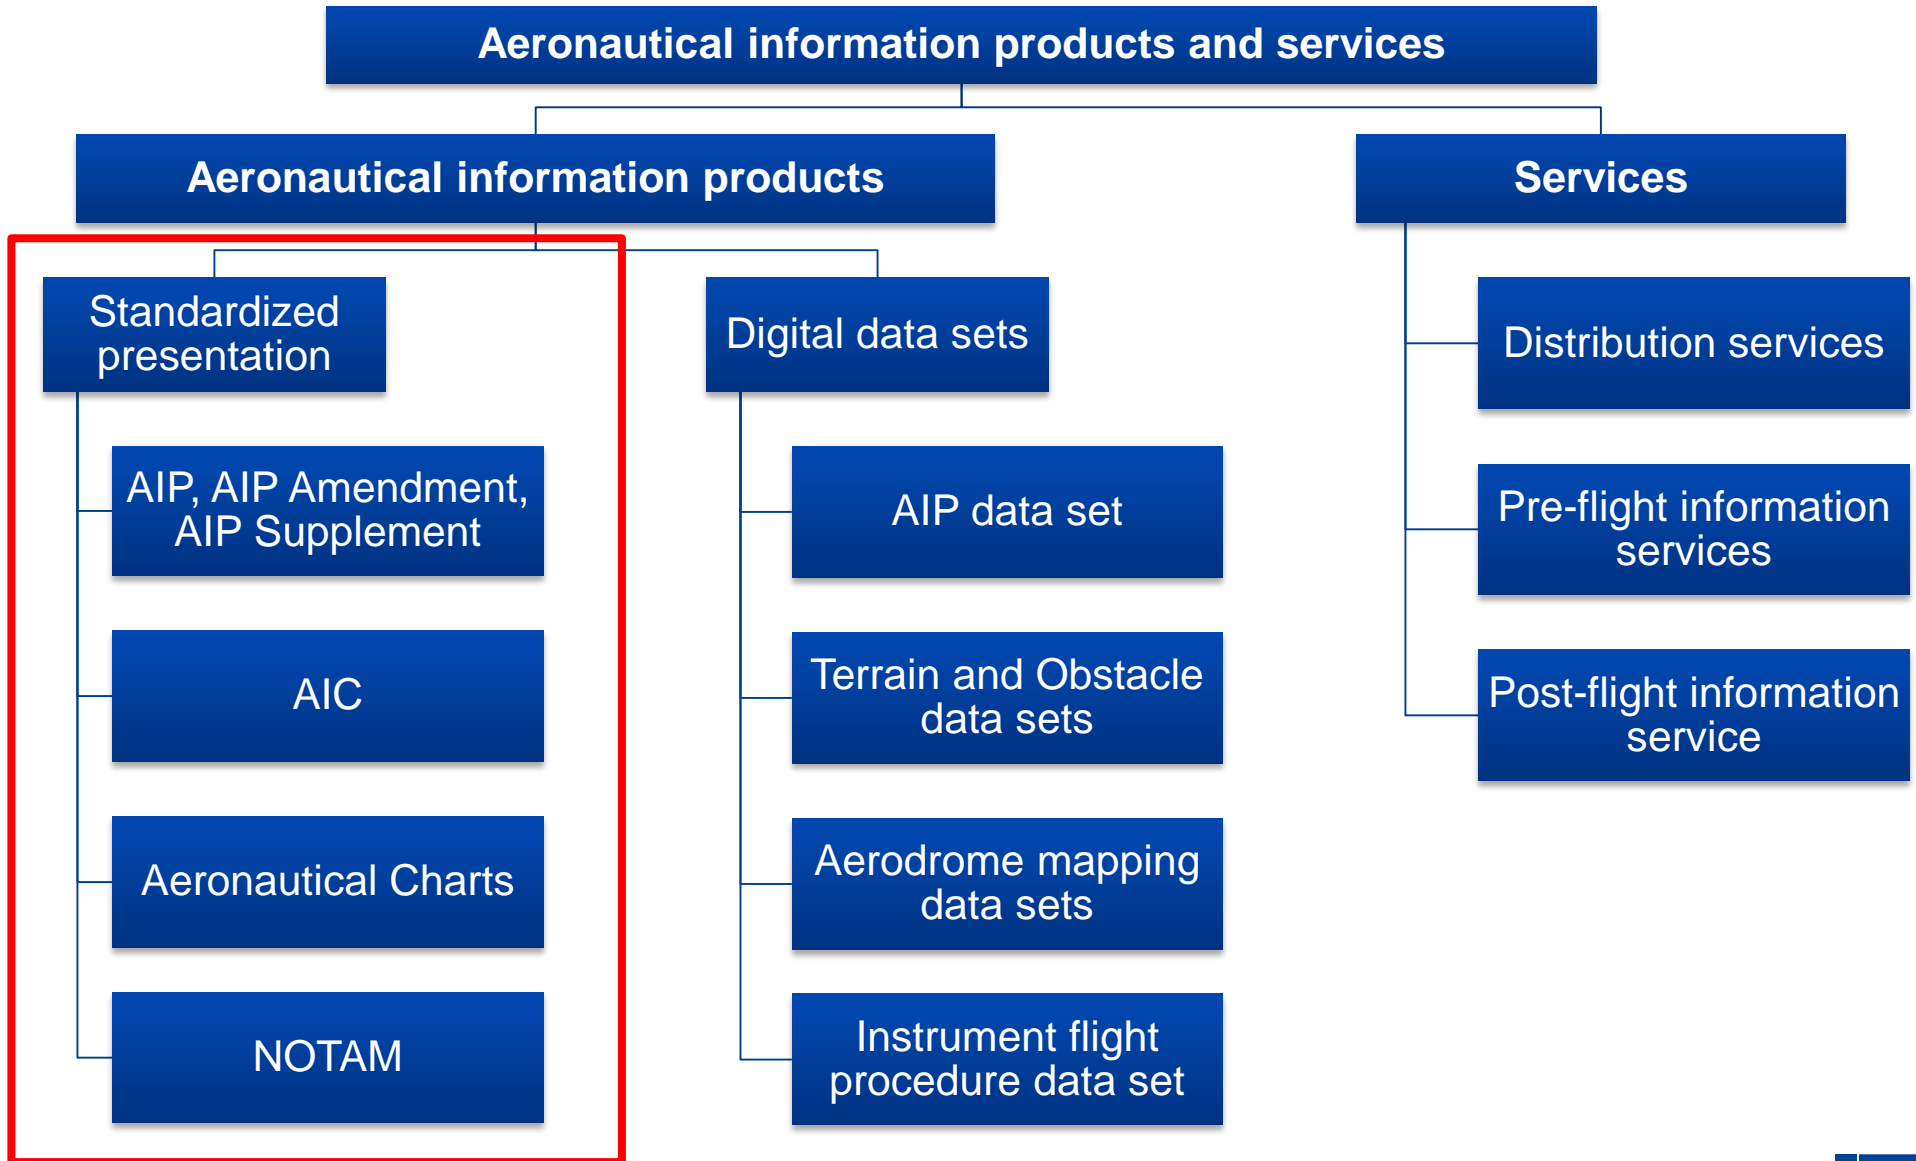 Aeronautical information products and services
Aeronautical information products
Services
Standardized
presentation
AIP, AIP Amendment,
AIP Supplement
AIC
Aeronautical Charts
NOTAM
Digital data sets
AIP data set
Terrain and Obstacle
data sets
Aerodrome mapping
data sets
Instrument flight
procedure data set
Distribution services
Pre-flight information
services
Post-flight information
service